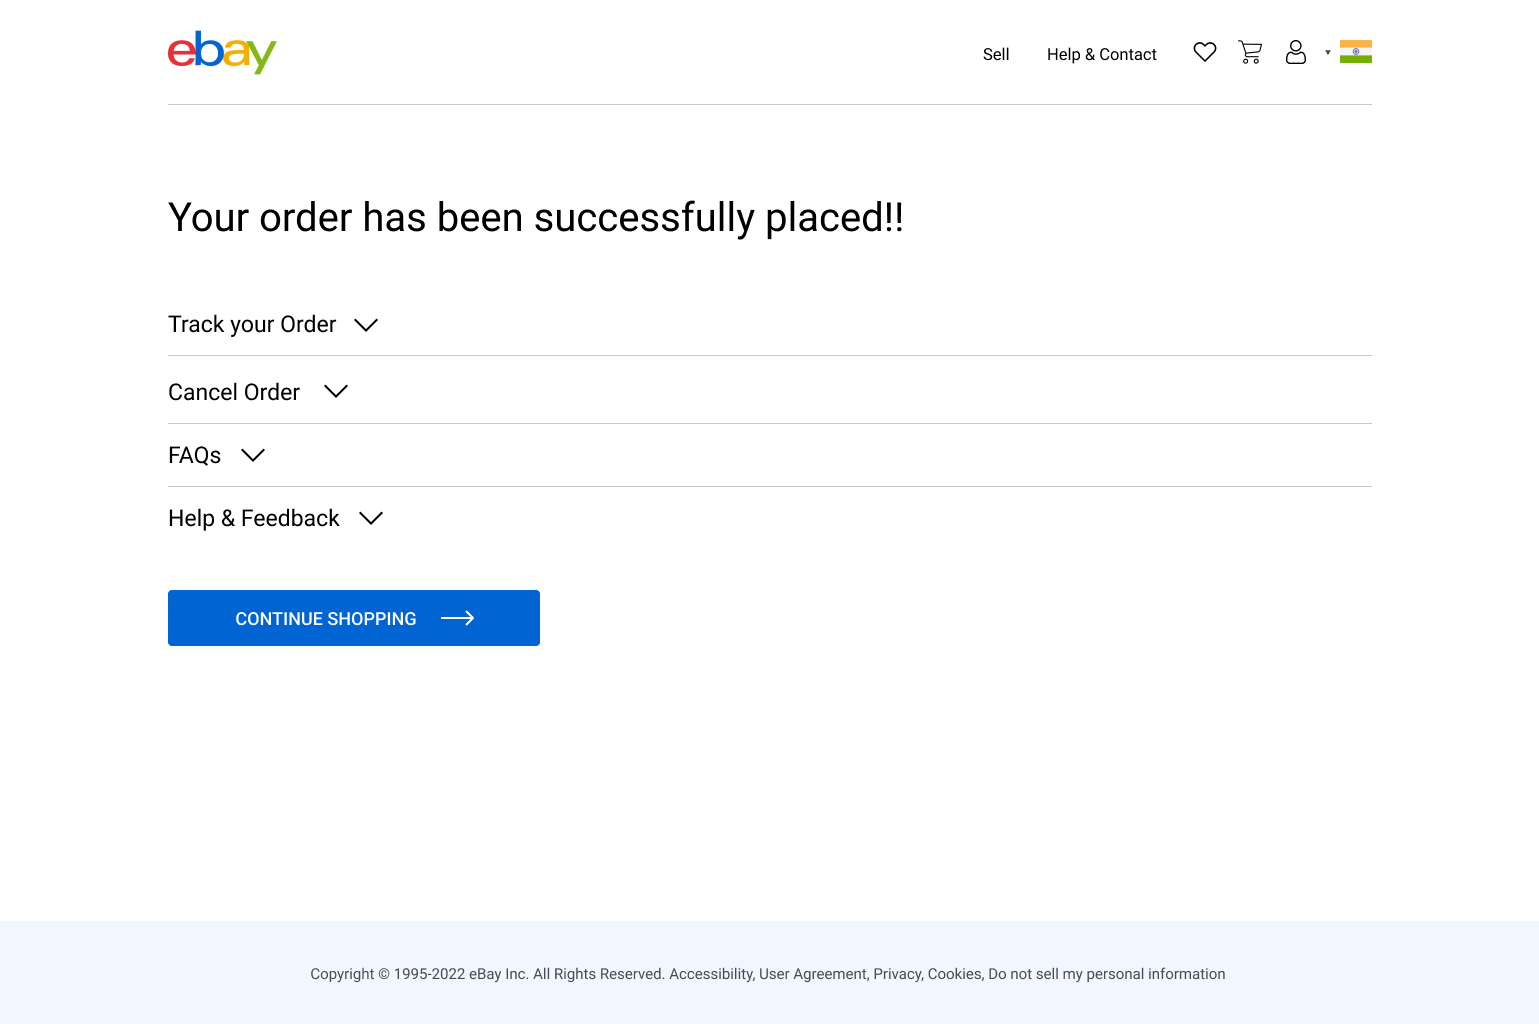 ebay
Sell
Help & Contact
Your order has been successfully placed!!
Track your Order
Cancel Order
FAQs
Help & Feedback
CONTINUE SHOPPING
Copyright © 1995-2022 eBay Inc. All Rights Reserved. Accessibility, User Agreement, Privacy, Cookies, Do not sell my personal information